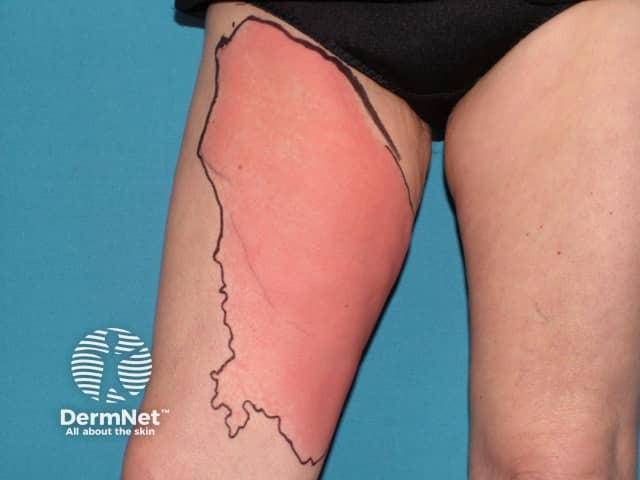 DermNet™
All about the skin